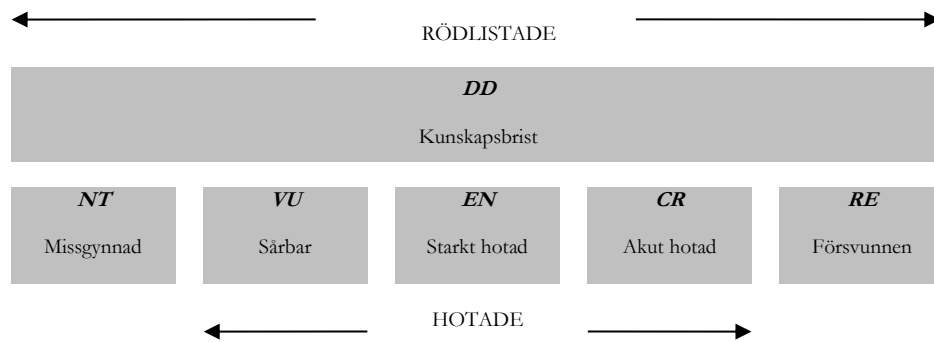 RÖDLISTADE
DD
Kunskapsbrist
NT VU EN CR RE
Missgynnad Sårbar Starkt hotad Akut hotad Försvunnen
HOTADE